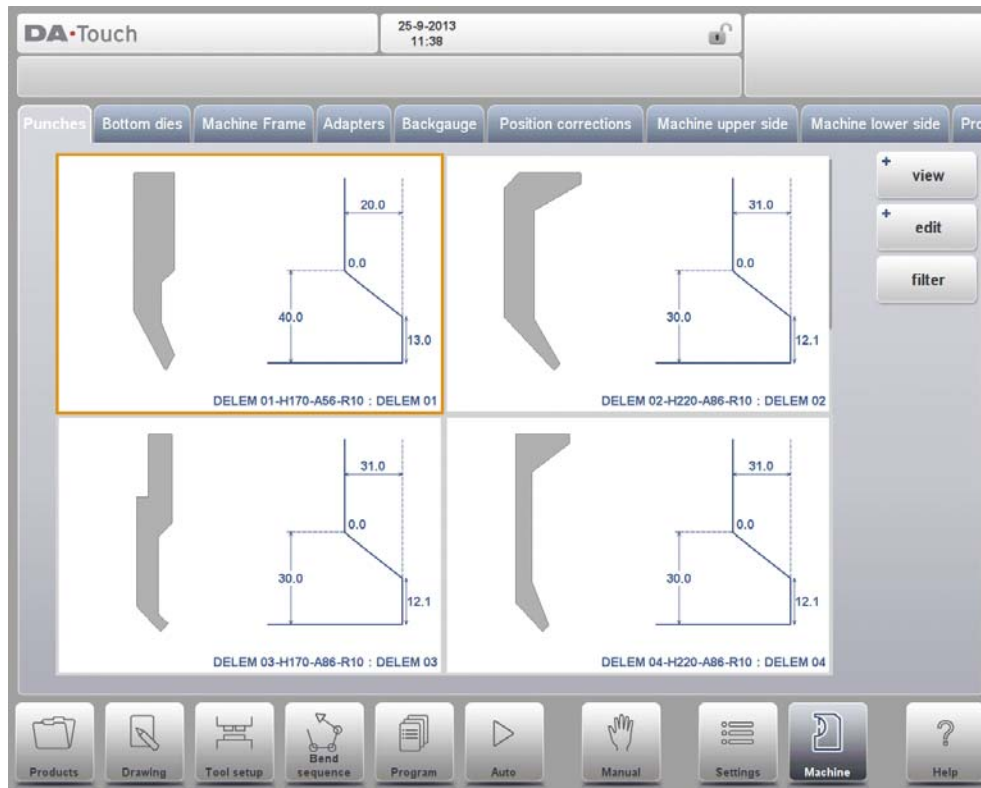 DA•Touch
25-9-2013
11:38
Punches Bottom dies Machine Frame Adapters Backgauge Position corrections Machine upper side Machine lower side Pro
20.0
0.0
40.0
13.0
DELEM 01-H170-A56-R10 : DELEM 01
31.0
0.0
30.0
12.1
DELEM 02-H220-A86-R10 : DELEM 02
+ view
+ edit
filter
31.0
0.0
30.0
12.1
DELEM 03-H170-A86-R10 : DELEM 03
31.0
0.0
30.0
12.1
DELEM 04-H220-A86-R10 : DELEM 04
Products
Drawing
Tool setup
Bend
sequence
Program
Auto
Manual
Settings
Machine
?
Help